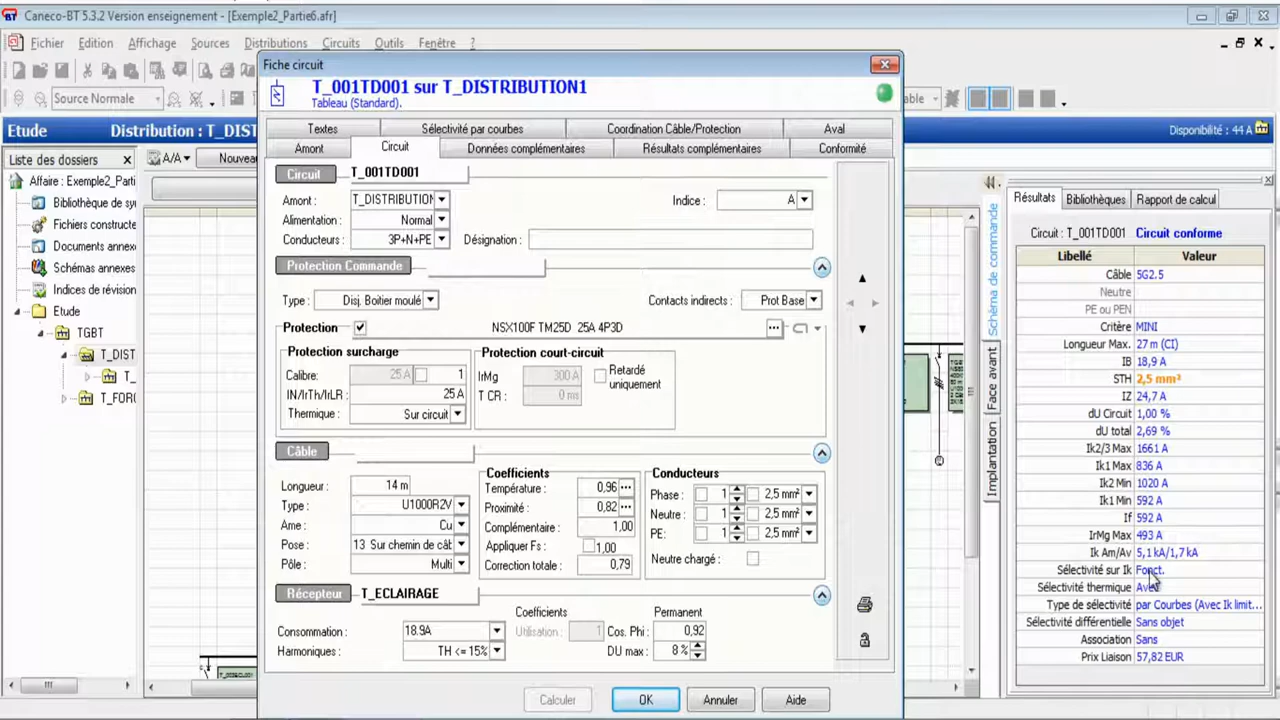 Caneco-BT 5.3.2 Version enseignement - [Exemple2_Partie6.afr]
Fichier Edition Affichage Sources Distributions Circuits Outils Fenêtre ?
Source Normale
Etude Distribution : T_DIST
Disponibilité : 44 A
Liste des dossiers
A/A
Nouveau
Affaire : Exemple2_Parti
Bibliothèque de sy
Fichiers constructe
Documents annexe
Schémas annexes
Indices de révision
Etude
TGBT
T_DIST
T_
T_FOR
Fiche circuit
T_001TD001 sur T_DISTRIBUTION1
Tableau (Standard).
Textes Sélectivité par courbes Coordination Câble/Protection Aval
Amont Circuit Données complémentaires Résultats complémentaires Conformité
Circuit T_001TD001
Amont : T_DISTRIBUTION Indice : A
Alimentation : Normal
Conducteurs : 3P+N+PE Désignation :
Protection Commande
Type : Disj. Boitier moulé Contacts indirects : Prot Base
Protection NSX100F TM25D 25A 4P3D ...
Protection surcharge Protection court-circuit
Calibre: 25 A 1 IrMg 300 A Retardé uniquement
IN/IrTh/IrLR : 25 A T CR : 0 ms
Thermique : Sur circuit
Câble
Coefficients Conducteurs
Longueur : 14 m Température : 0,96 ... Phase : 1 2,5 mm²
Type : U1000R2V Proximité : 0,82 ... Neutre : 1 2,5 mm²
Ame : Cu Complémentaire : 1,00 PE: 1 2,5 mm²
Pose : 13 Sur chemin de câb Appliquer Fs : 1,00 Neutre chargé :
Pôle : Multi Correction totale : 0,79
Récepteur T_ECLAIRAGE
Coefficients Permanent
Consommation : 18.9A Utilisation : 1 Cos. Phi : 0,92
Harmoniques : TH <= 15% DU max : 8 %
Calculer OK Annuler Aide
Schéma de commande
Face avant
Implantation
Résultats Bibliothèques Rapport de calcul
Circuit : T_001TD001 Circuit conforme
Libellé Valeur
Câble 5G2.5
Neutre
PE ou PEN
Critère MINI
Longueur Max. 27 m (CI)
IB 18,9 A
STH 2,5 mm²
IZ 24,7 A
dU Circuit 1,00 %
dU total 2,69 %
Ik2/3 Max 1661 A
Ik1 Max 836 A
Ik2 Min 1020 A
Ik1 Min 592 A
If 592 A
IrMg Max 493 A
Ik Am/Av 5,1 kA/1,7 kA
Sélectivité sur Ik Fonct.
Sélectivité thermique Avec
Type de sélectivité par Courbes (Avec Ik limit...
Sélectivité différentielle Sans objet
Association Sans
Prix Liaison 57,82 EUR